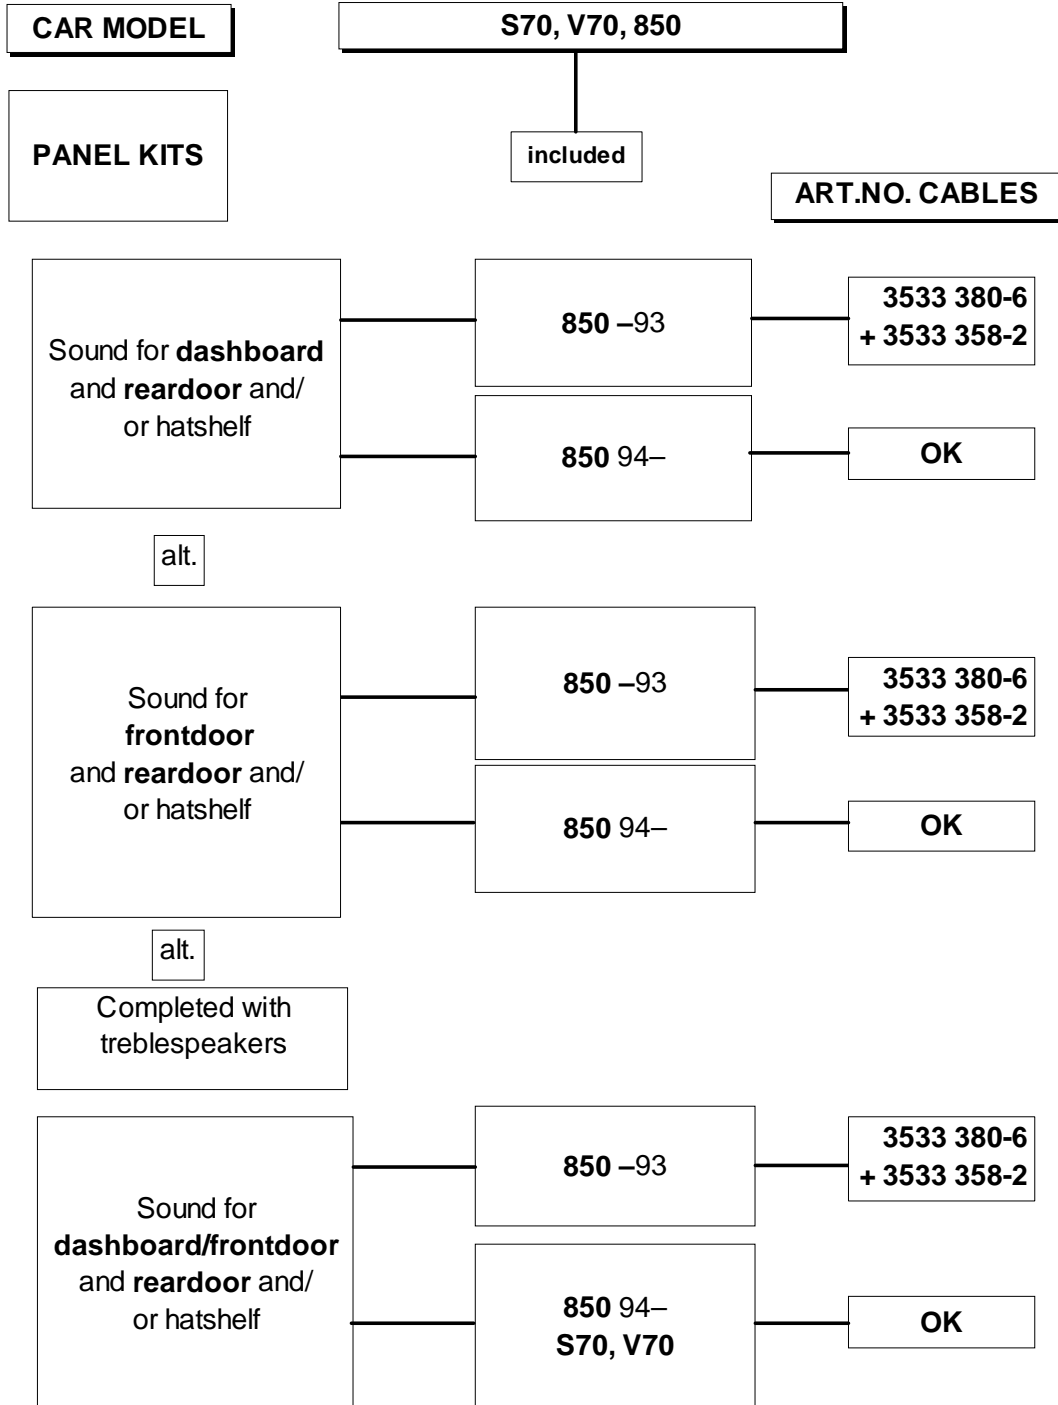 CAR MODEL
S70, V70, 850
PANEL KITS
included
ART.NO. CABLES
Sound for dashboard
and reardoor and/
or hatshelf
850 –93
3533 380-6
+ 3533 358-2
850 94–
OK
alt.
Sound for
frontdoor
and reardoor and/
or hatshelf
850 –93
3533 380-6
+ 3533 358-2
850 94–
OK
alt.
Completed with
treblespeakers
Sound for
dashboard/frontdoor
and reardoor and/
or hatshelf
850 –93
3533 380-6
+ 3533 358-2
850 94–
S70, V70
OK